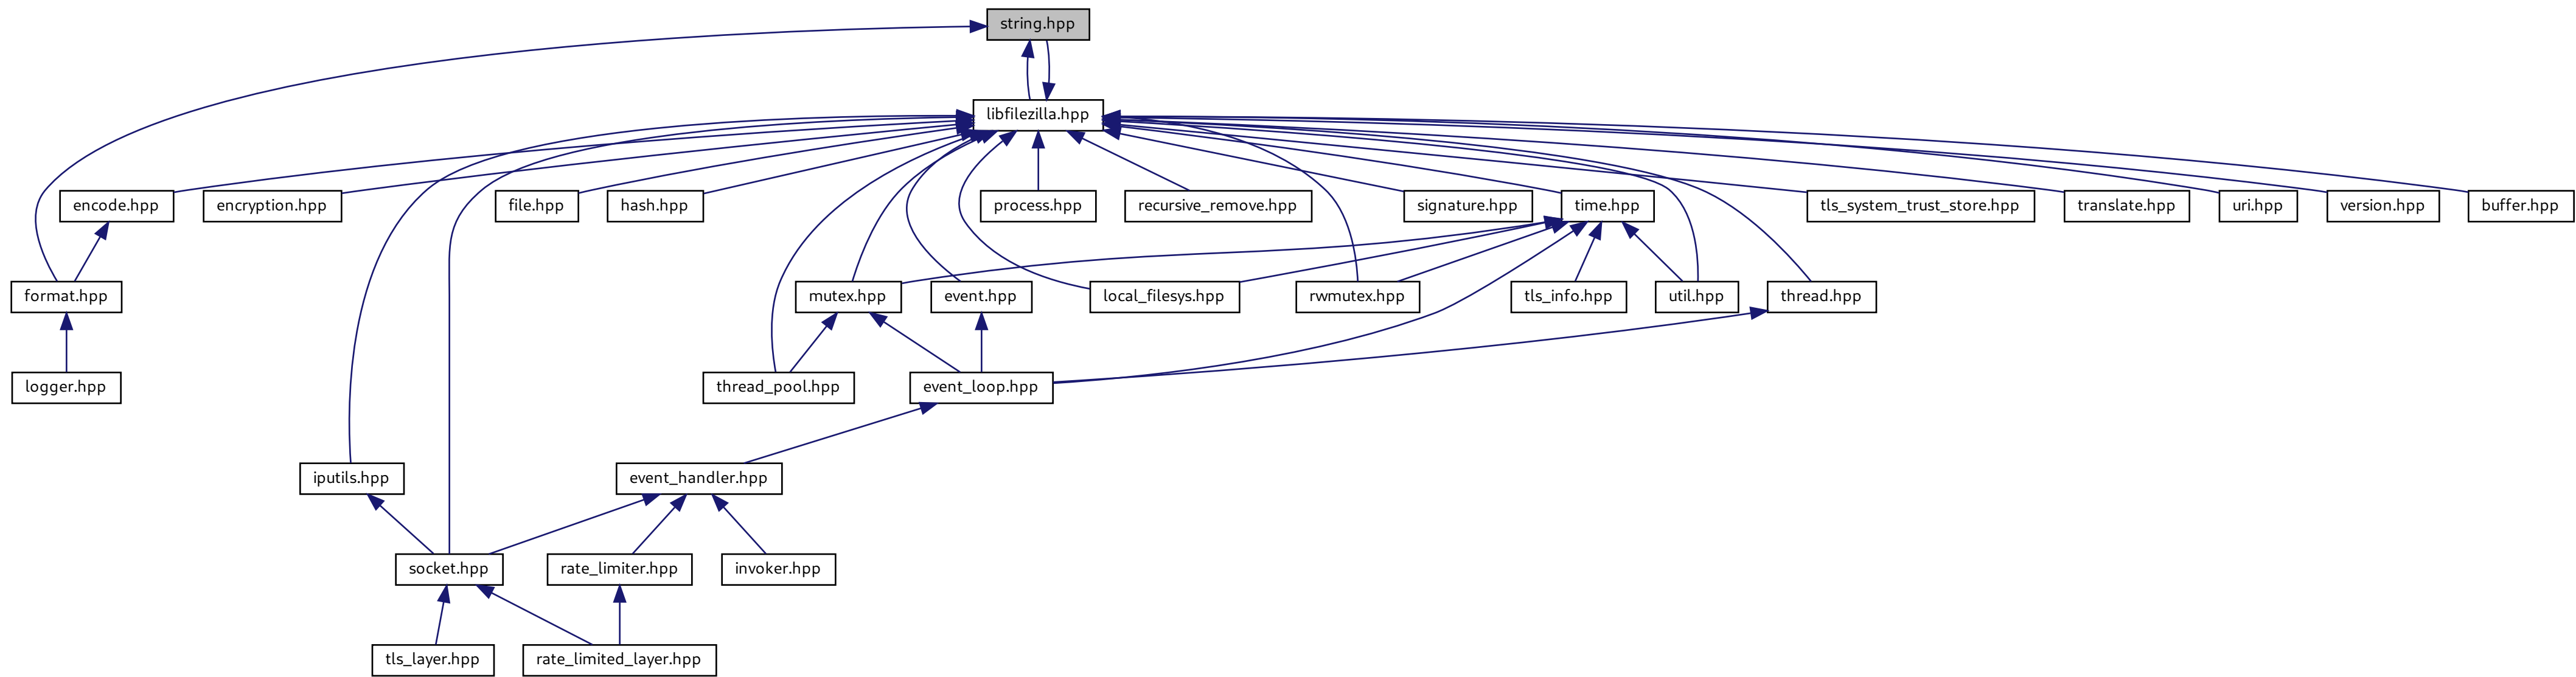 string.hpp
libfilezilla.hpp
encode.hpp
encryption.hpp
file.hpp
hash.hpp
process.hpp
recursive_remove.hpp
signature.hpp
time.hpp
tls_system_trust_store.hpp
translate.hpp
uri.hpp
version.hpp
buffer.hpp
format.hpp
mutex.hpp
event.hpp
local_filesys.hpp
rwmutex.hpp
tls_info.hpp
util.hpp
thread.hpp
logger.hpp
thread_pool.hpp
event_loop.hpp
iputils.hpp
event_handler.hpp
socket.hpp
rate_limiter.hpp
invoker.hpp
tls_layer.hpp
rate_limited_layer.hpp